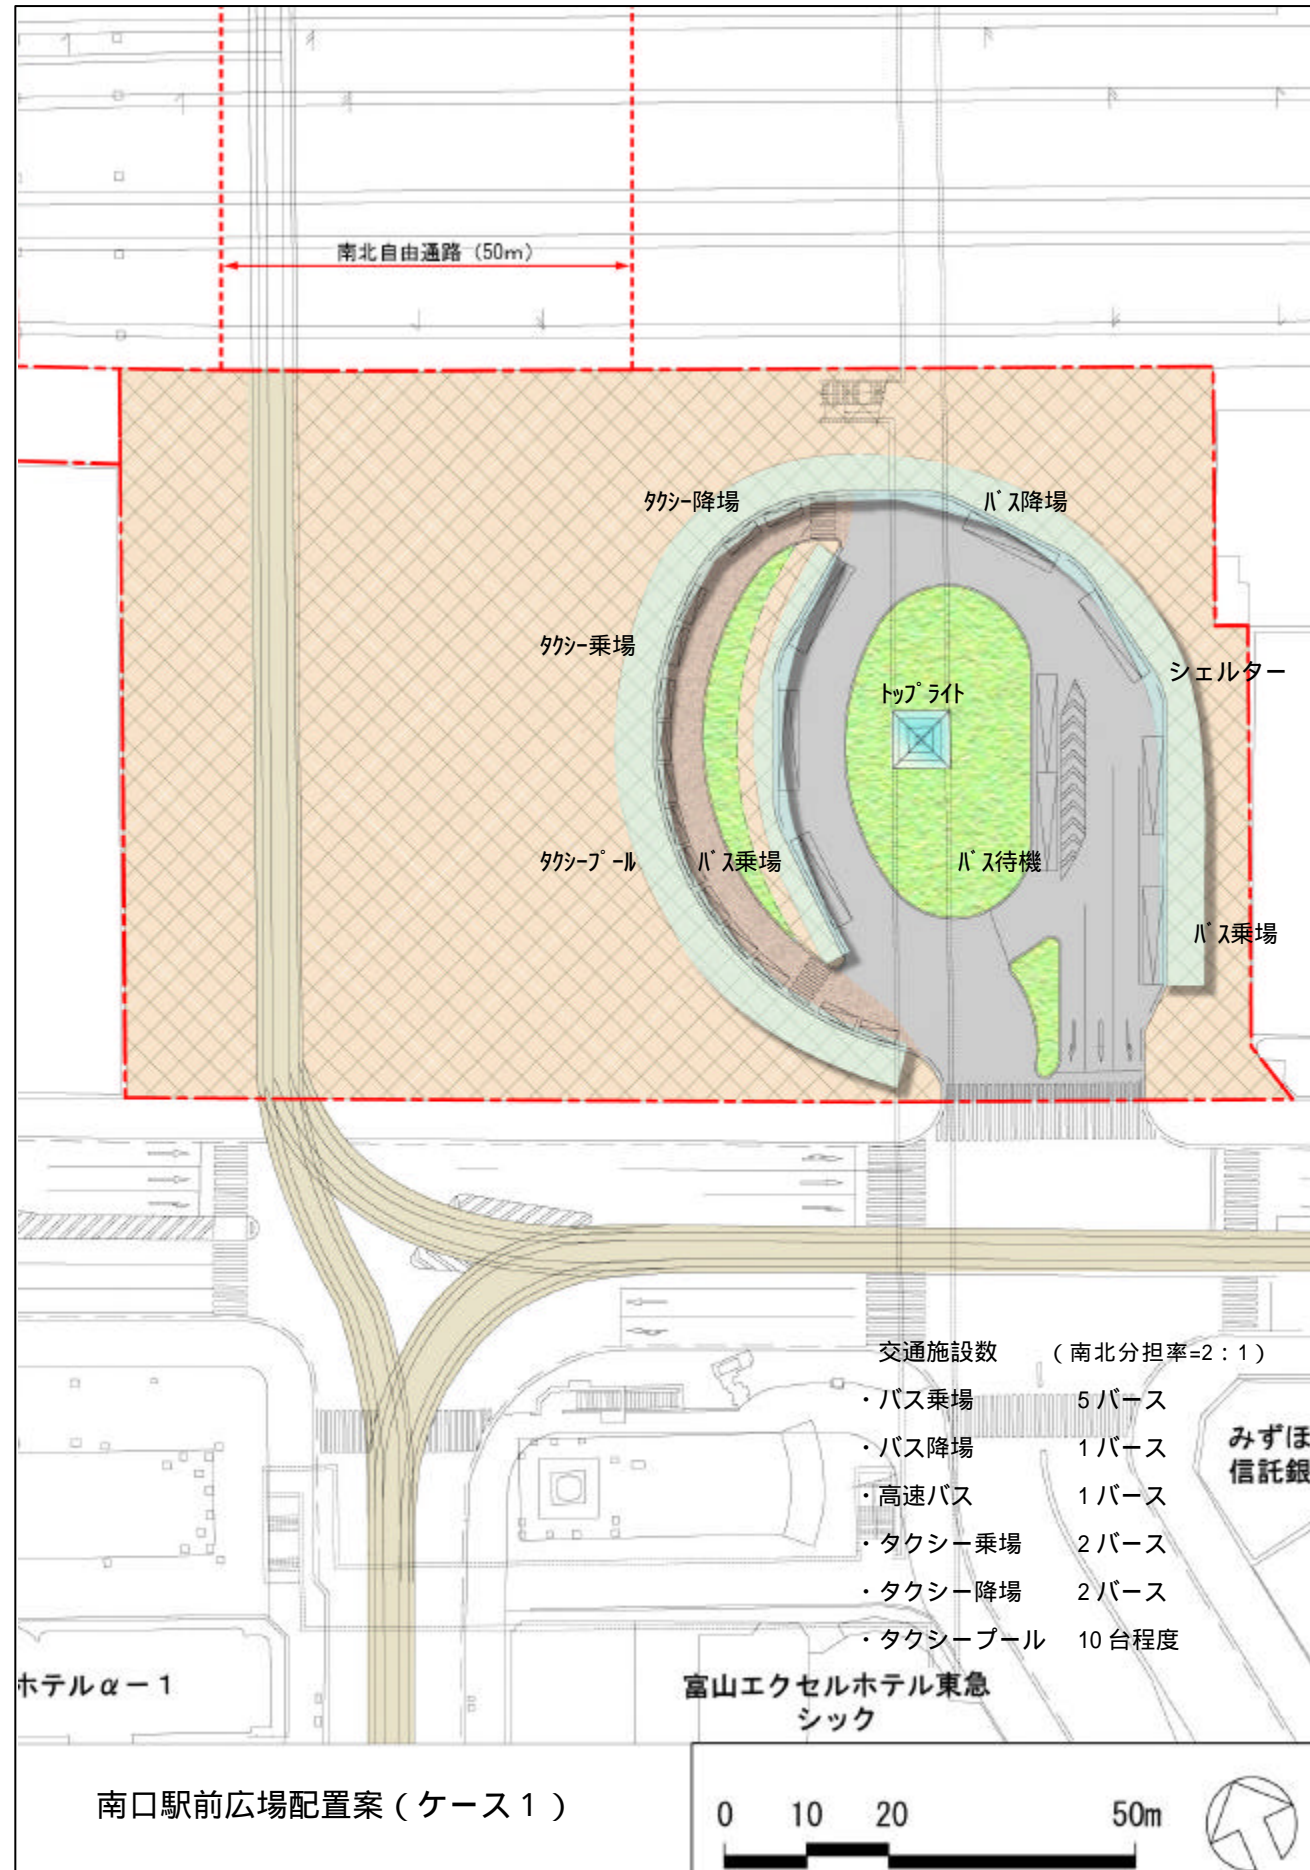 南北自由通路（50m）
ﾀｸｼｰ降場
ﾊﾞｽ降場
ﾀｸｼｰ乗場
シェルター
ﾄｯﾌﾟﾗｲﾄ
ﾀｸｼｰﾌﾟｰﾙ
ﾊﾞｽ乗場
ﾊﾞｽ待機
ﾊﾞｽ乗場
交通施設数 （南北分担率=2：1）
・バス乗場 5バース
・バス降場 1バース
・高速バス 1バース
・タクシー乗場 2バース
・タクシー降場 2バース
・タクシープール 10台程度
みずほ
信託銀
ホテルα－1
富山エクセルホテル東急
シック
南口駅前広場配置案（ケース1）
0 10 20 50m